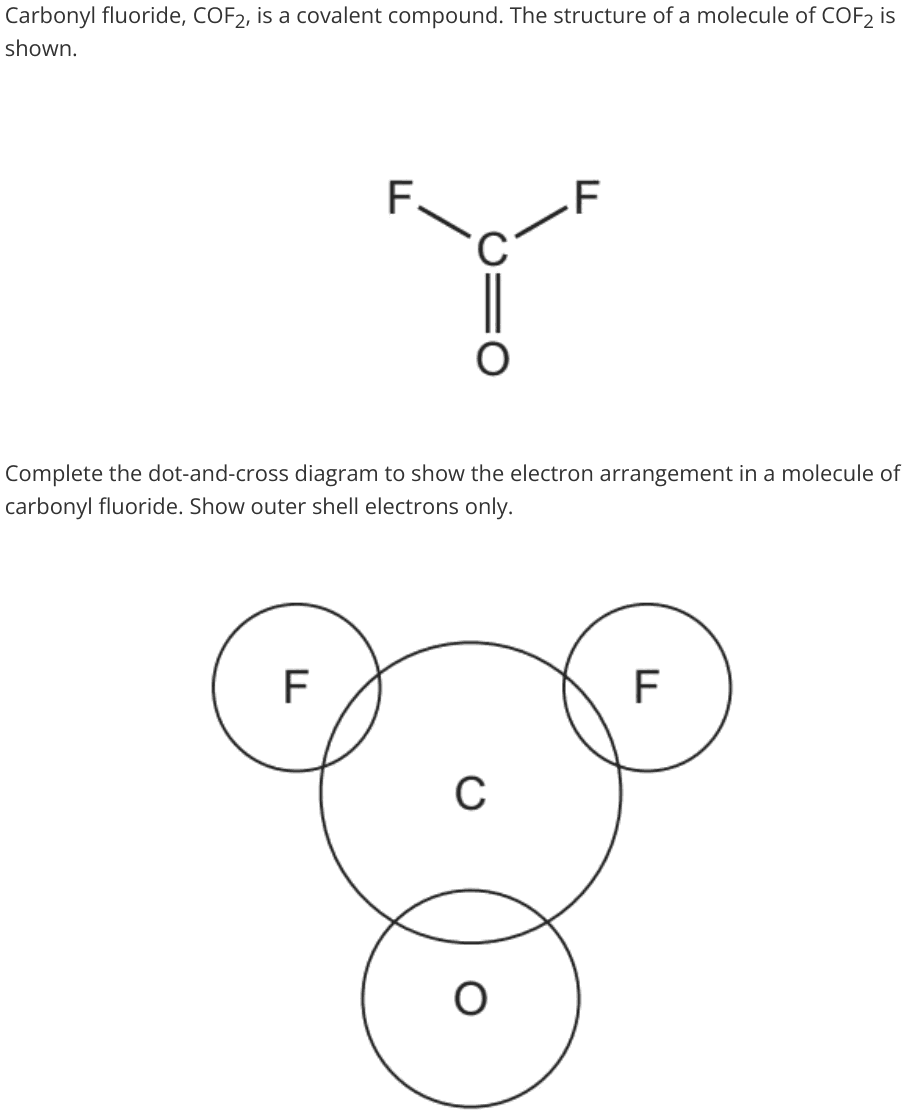 Carbonyl fluoride, COF₂, is a covalent compound. The structure of a molecule of COF₂ is
shown.
F F
C
O
Complete the dot-and-cross diagram to show the electron arrangement in a molecule of
carbonyl fluoride. Show outer shell electrons only.
F F
C
O